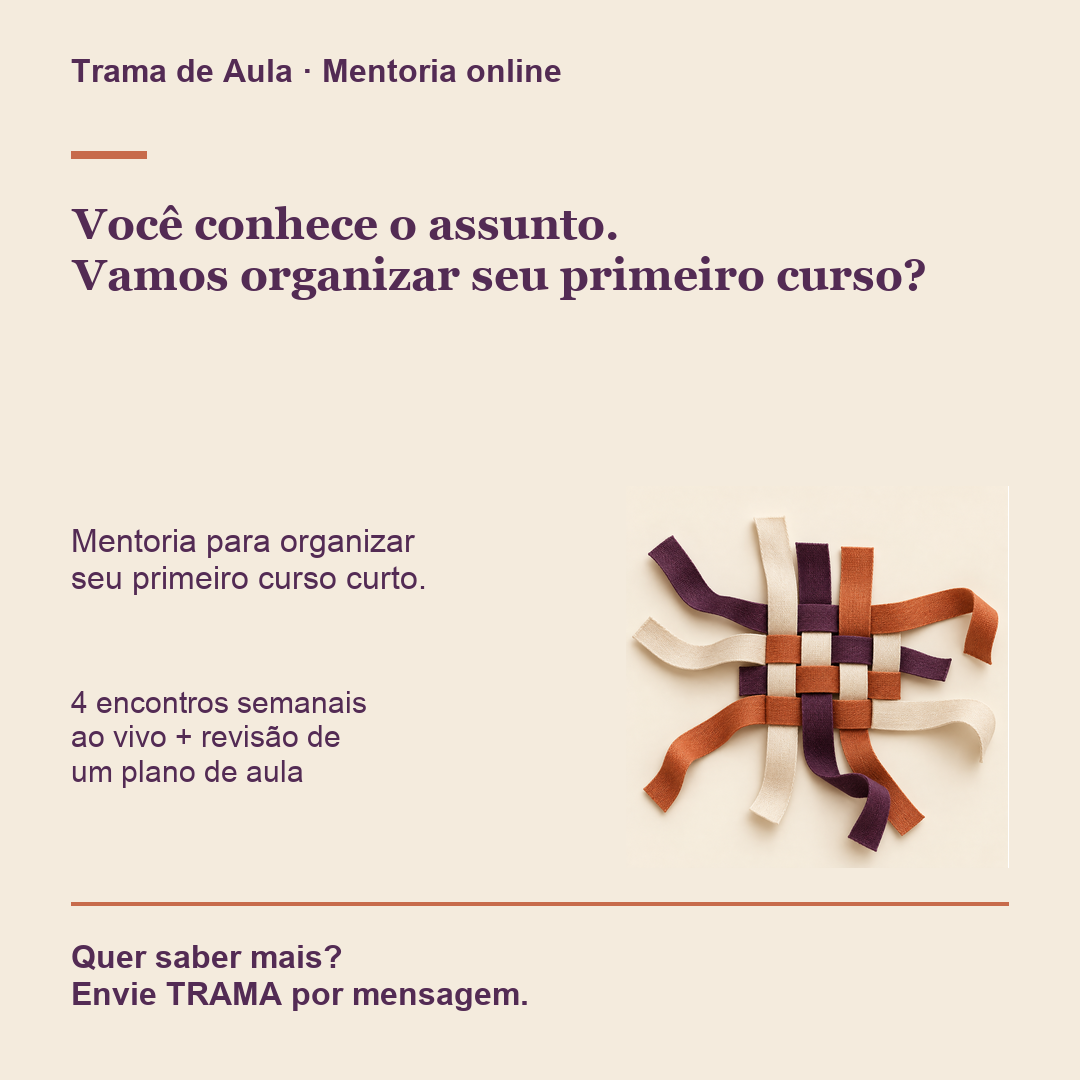 Trama de Aula · Mentoria online
Você conhece o assunto.
Vamos organizar seu primeiro curso?
Mentoria para organizar
seu primeiro curso curto.
4 encontros semanais
ao vivo + revisão de
um plano de aula
Quer saber mais?
Envie TRAMA por mensagem.